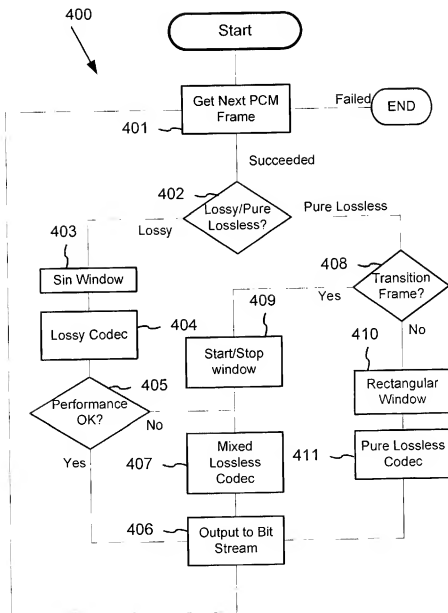 400
Start
Get Next PCM
Frame
Failed
END
401
Succeeded
402
Lossy/Pure
Lossless?
Lossy
Pure Lossless
403
Sin Window
408
Transition
Frame?
Yes
No
409
404
Lossy Codec
Start/Stop
window
410
Rectangular
Window
405
Performance
OK?
No
Yes
407
Mixed
Lossless
Codec
411
Pure Lossless
Codec
406
Output to Bit
Stream